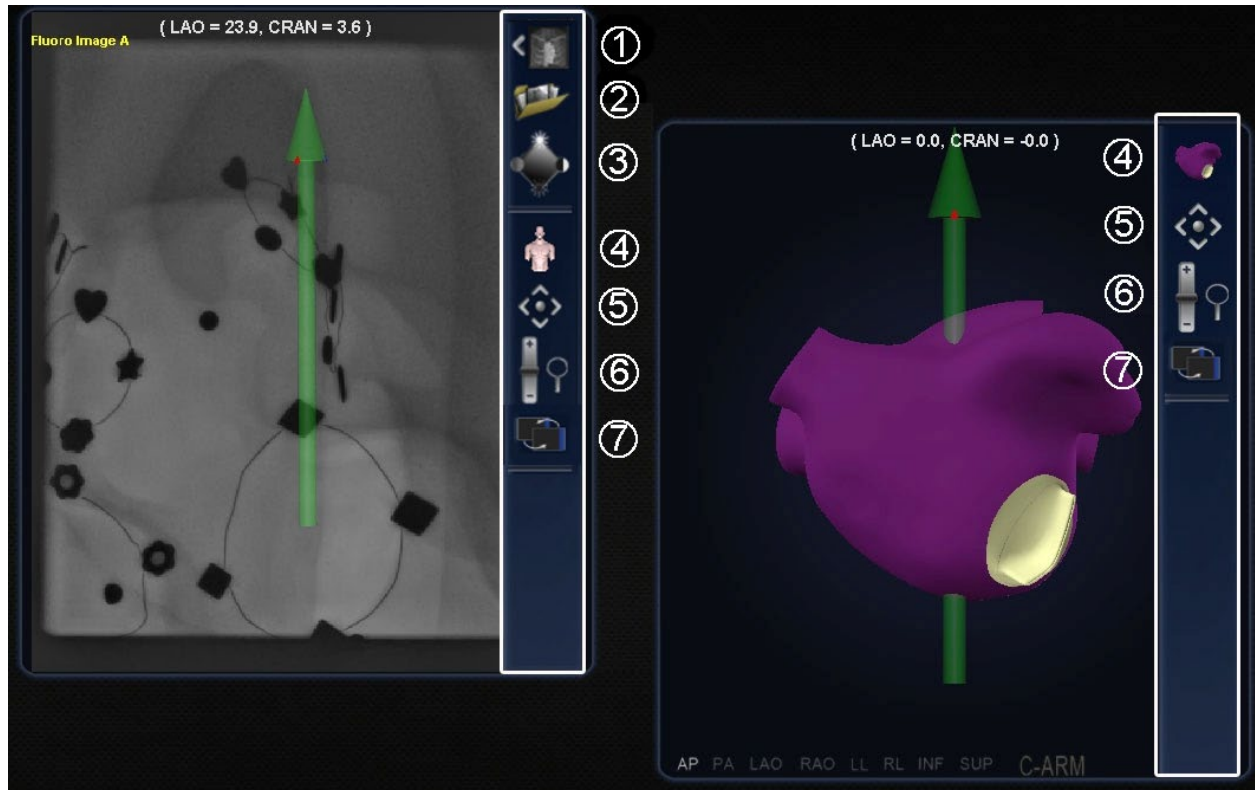 ( LAO = 23.9, CRAN = 3.6 )
Fluoro Image A
①
②
③
④
⑤
⑥
⑦
( LAO = 0.0, CRAN = -0.0 )
④
⑤
⑥
⑦
AP PA LAO RAO LL RL INF SUP C-ARM